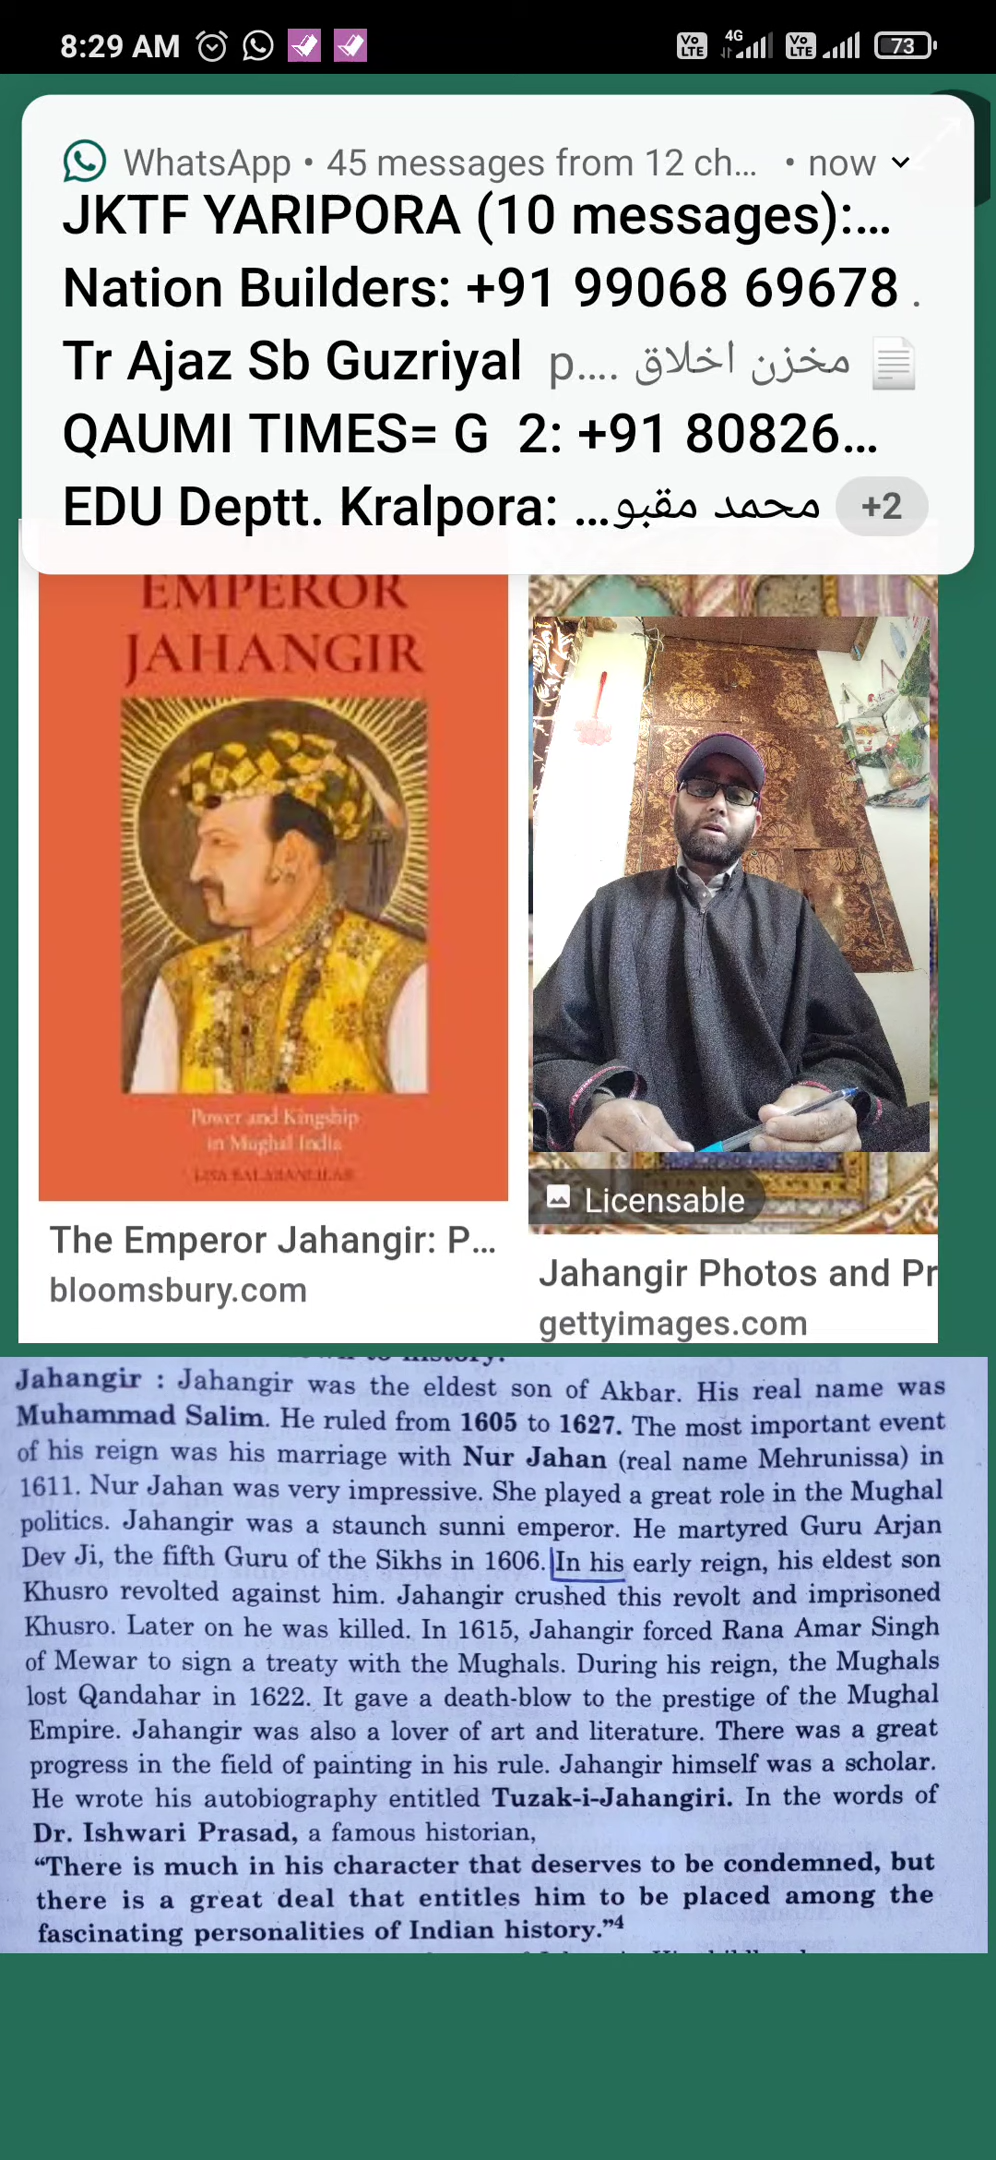 8:29 AM
Vo LTE 4G Vo LTE 73
WhatsApp • 45 messages from 12 ch... • now
JKTF YARIPORA (10 messages):...
Nation Builders: +91 99068 69678 .
Tr Ajaz Sb Guzriyal p.... مخزن اخلاق
QAUMI TIMES= G 2: +91 80826...
EDU Deptt. Kralpora: ...محمد مقبو
+2
EMPEROR
JAHANGIR
Power and Kingship
in Mughal India
Licensable
The Emperor Jahangir: P...
bloomsbury.com
Jahangir Photos and Pr
gettyimages.com
Jahangir : Jahangir was the eldest son of Akbar. His real name was
Muhammad Salim. He ruled from 1605 to 1627. The most important event
of his reign was his marriage with Nur Jahan (real name Mehrunissa) in
1611. Nur Jahan was very impressive. She played a great role in the Mughal
politics. Jahangir was a staunch sunni emperor. He martyred Guru Arjan
Dev Ji, the fifth Guru of the Sikhs in 1606. In his early reign, his eldest son
Khusro revolted against him. Jahangir crushed this revolt and imprisoned
Khusro. Later on he was killed. In 1615, Jahangir forced Rana Amar Singh
of Mewar to sign a treaty with the Mughals. During his reign, the Mughals
lost Qandahar in 1622. It gave a death-blow to the prestige of the Mughal
Empire. Jahangir was also a lover of art and literature. There was a great
progress in the field of painting in his rule. Jahangir himself was a scholar.
He wrote his autobiography entitled Tuzak-i-Jahangiri. In the words of
Dr. Ishwari Prasad, a famous historian,
“There is much in his character that deserves to be condemned, but
there is a great deal that entitles him to be placed among the
fascinating personalities of Indian history.”4